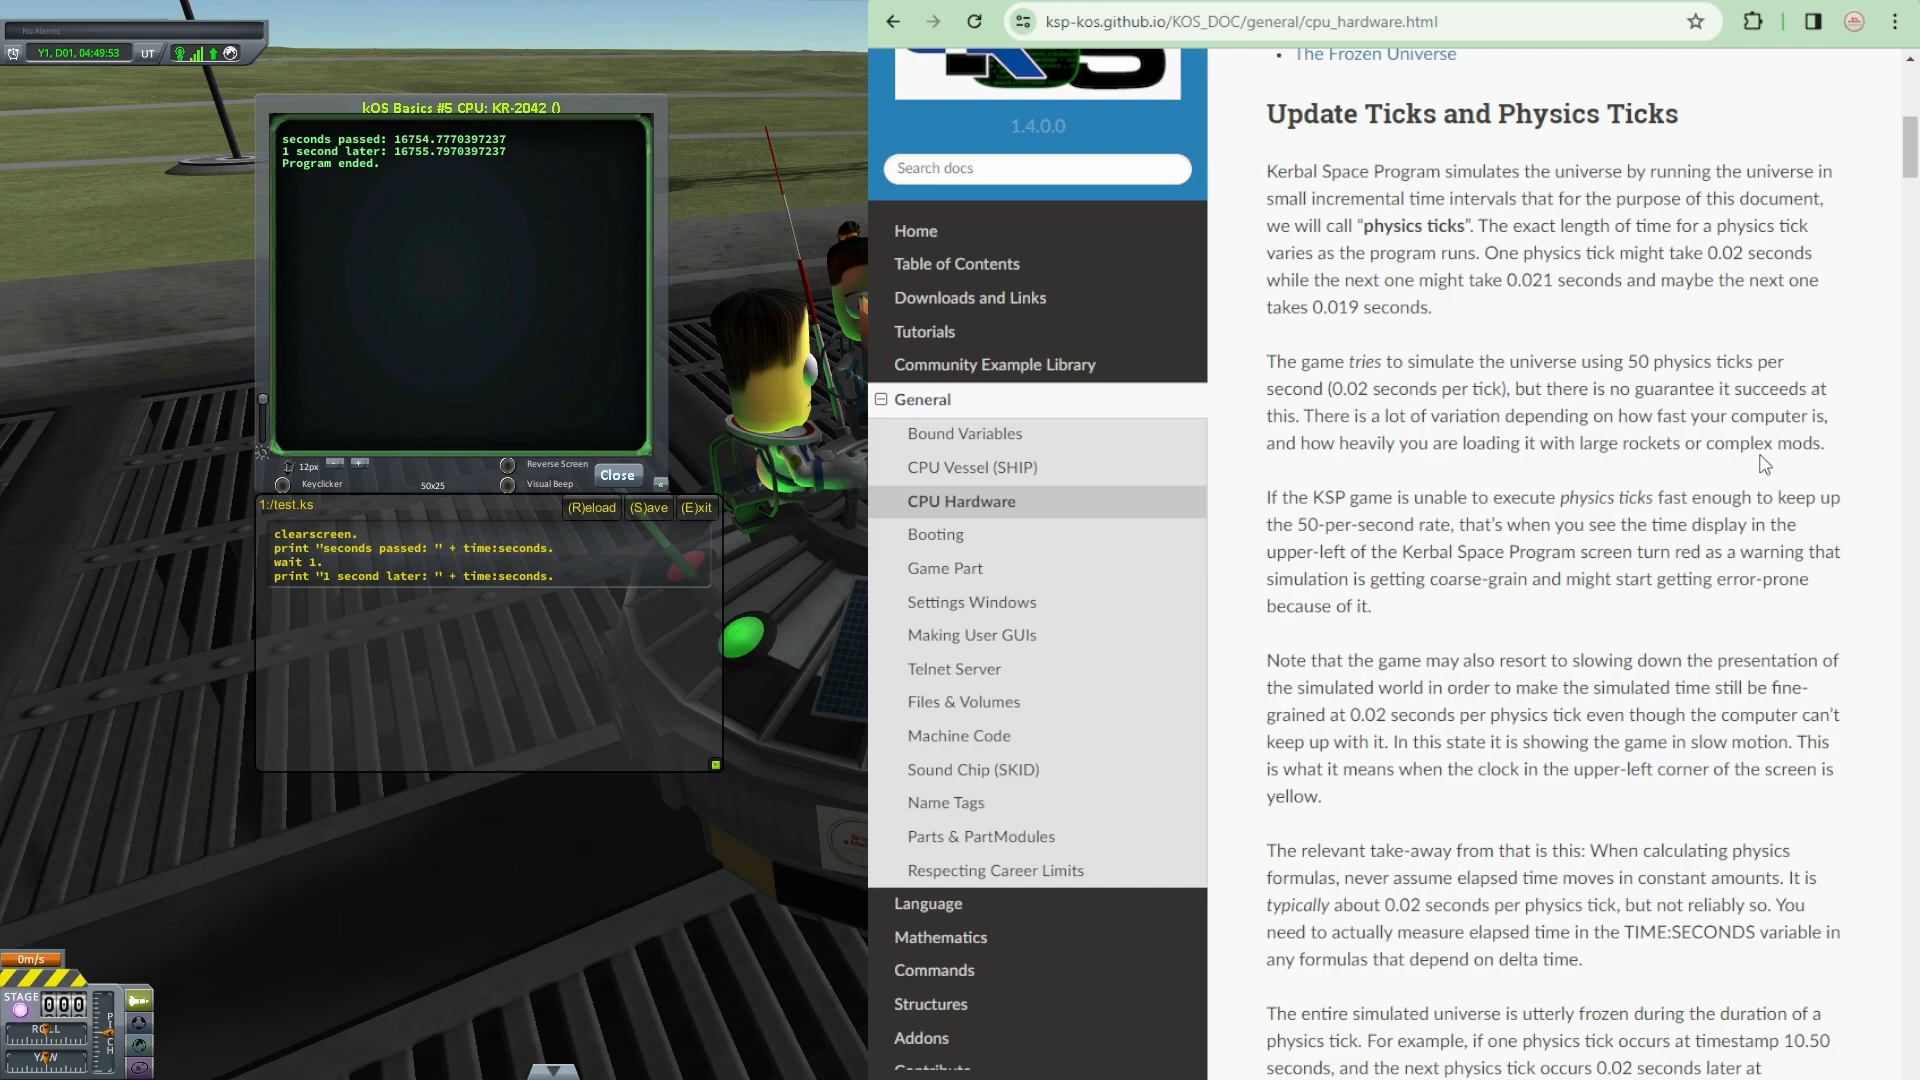 No Alarms
Y1, D01, 04:49:53 UT
kOS Basics #5 CPU: KR-2042 ()
seconds passed: 16754.7770397237
1 second later: 16755.7970397237
Program ended.
12px - +
Reverse Screen
Close
Keyclicker
50x25
Visual Beep
1:/test.ks
(R)eload
(S)ave
(E)xit
clearscreen.
print "seconds passed: " + time:seconds.
wait 1.
print "1 second later: " + time:seconds.
0m/s
STAGE
000
ROLL
YAW
PITCH
ksp-kos.github.io/KOS_DOC/general/cpu_hardware.html
1.4.0.0
Search docs
Home
Table of Contents
Downloads and Links
Tutorials
Community Example Library
General
Bound Variables
CPU Vessel (SHIP)
CPU Hardware
Booting
Game Part
Settings Windows
Making User GUIs
Telnet Server
Files & Volumes
Machine Code
Sound Chip (SKID)
Name Tags
Parts & PartModules
Respecting Career Limits
Language
Mathematics
Commands
Structures
Addons
Contribute
• The Frozen Universe
Update Ticks and Physics Ticks
Kerbal Space Program simulates the universe by running the universe in
small incremental time intervals that for the purpose of this document,
we will call “physics ticks”. The exact length of time for a physics tick
varies as the program runs. One physics tick might take 0.02 seconds
while the next one might take 0.021 seconds and maybe the next one
takes 0.019 seconds.
The game tries to simulate the universe using 50 physics ticks per
second (0.02 seconds per tick), but there is no guarantee it succeeds at
this. There is a lot of variation depending on how fast your computer is,
and how heavily you are loading it with large rockets or complex mods.
If the KSP game is unable to execute physics ticks fast enough to keep up
the 50-per-second rate, that’s when you see the time display in the
upper-left of the Kerbal Space Program screen turn red as a warning that
simulation is getting coarse-grain and might start getting error-prone
because of it.
Note that the game may also resort to slowing down the presentation of
the simulated world in order to make the simulated time still be fine-
grained at 0.02 seconds per physics tick even though the computer can’t
keep up with it. In this state it is showing the game in slow motion. This
is what it means when the clock in the upper-left corner of the screen is
yellow.
The relevant take-away from that is this: When calculating physics
formulas, never assume elapsed time moves in constant amounts. It is
typically about 0.02 seconds per physics tick, but not reliably so. You
need to actually measure elapsed time in the TIME:SECONDS variable in
any formulas that depend on delta time.
The entire simulated universe is utterly frozen during the duration of a
physics tick. For example, if one physics tick occurs at timestamp 10.50
seconds, and the next physics tick occurs 0.02 seconds later at